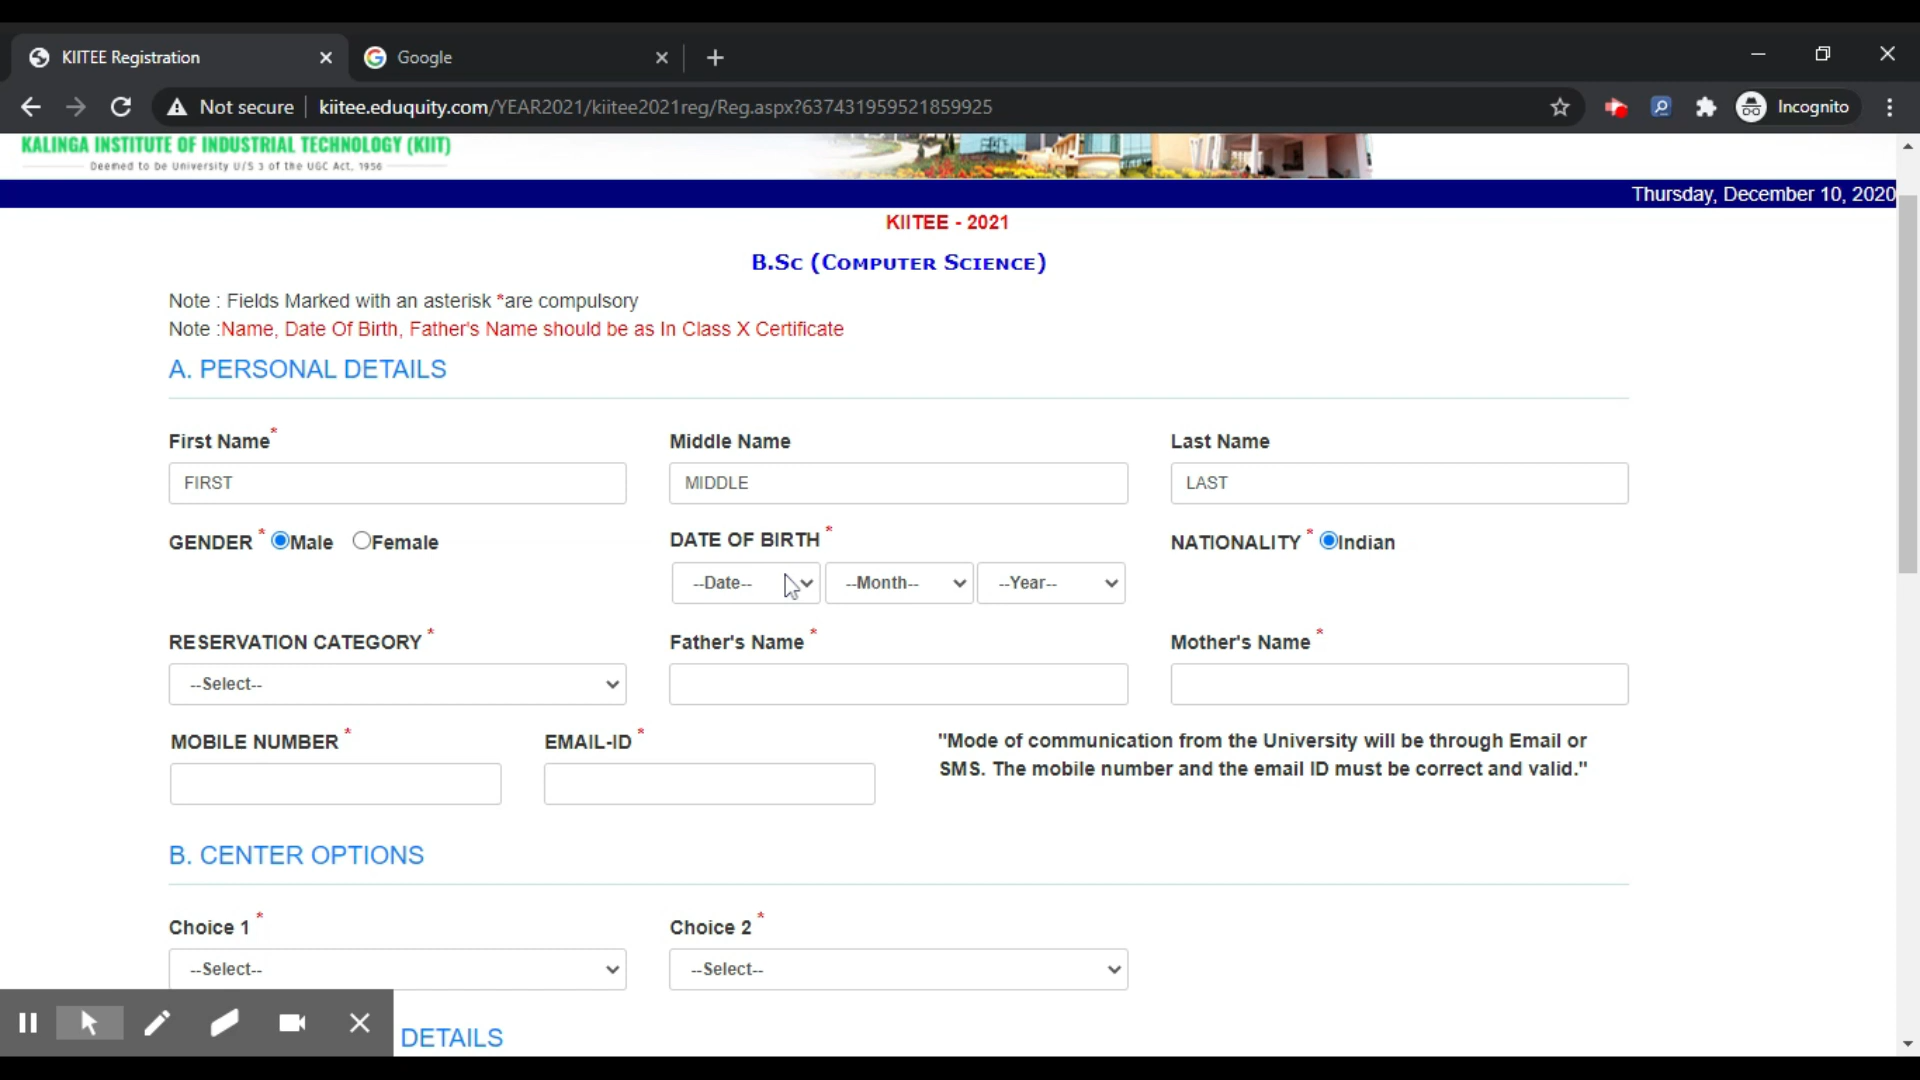 KIITEE Registration
Google
Not secure
kiitee.eduquity.com/YEAR2021/kiitee2021reg/Reg.aspx?637431959521859925
Incognito
KALINGA INSTITUTE OF INDUSTRIAL TECHNOLOGY (KIIT)
Deemed to be University U/S 3 of the UGC Act, 1956
Thursday, December 10, 2020
KIITEE - 2021
B.Sc (Computer Science)
Note : Fields Marked with an asterisk *are compulsory
Note :Name, Date Of Birth, Father's Name should be as In Class X Certificate
A. PERSONAL DETAILS
First Name* Middle Name Last Name
FIRST MIDDLE LAST
GENDER * Male Female DATE OF BIRTH * NATIONALITY * Indian
--Date-- --Month-- --Year--
RESERVATION CATEGORY * Father's Name * Mother's Name *
--Select--
MOBILE NUMBER * EMAIL-ID * "Mode of communication from the University will be through Email or
SMS. The mobile number and the email ID must be correct and valid."
B. CENTER OPTIONS
Choice 1 * Choice 2 *
--Select-- --Select--
DETAILS